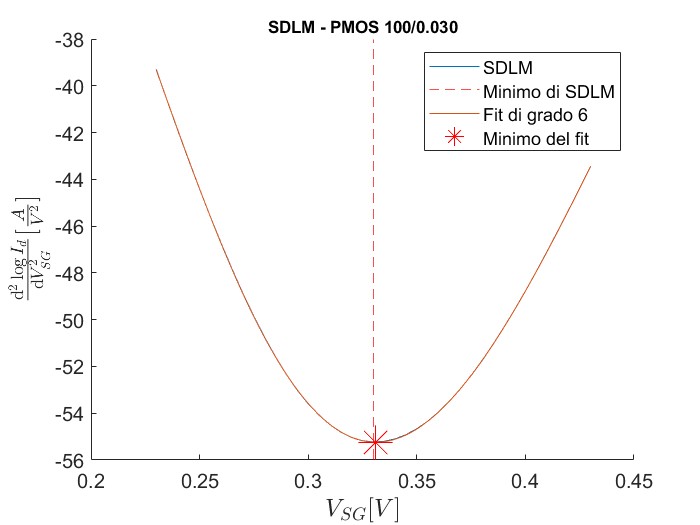 SDLM - PMOS 100/0.030
-38
-40
-42
-44
-46
-48
-50
-52
-54
-56
SDLM
Minimo di SDLM
Fit di grado 6
Minimo del fit
d² log I_d / dV²_SG [A/V²]
0.2 0.25 0.3 0.35 0.4 0.45
V_SG[V]